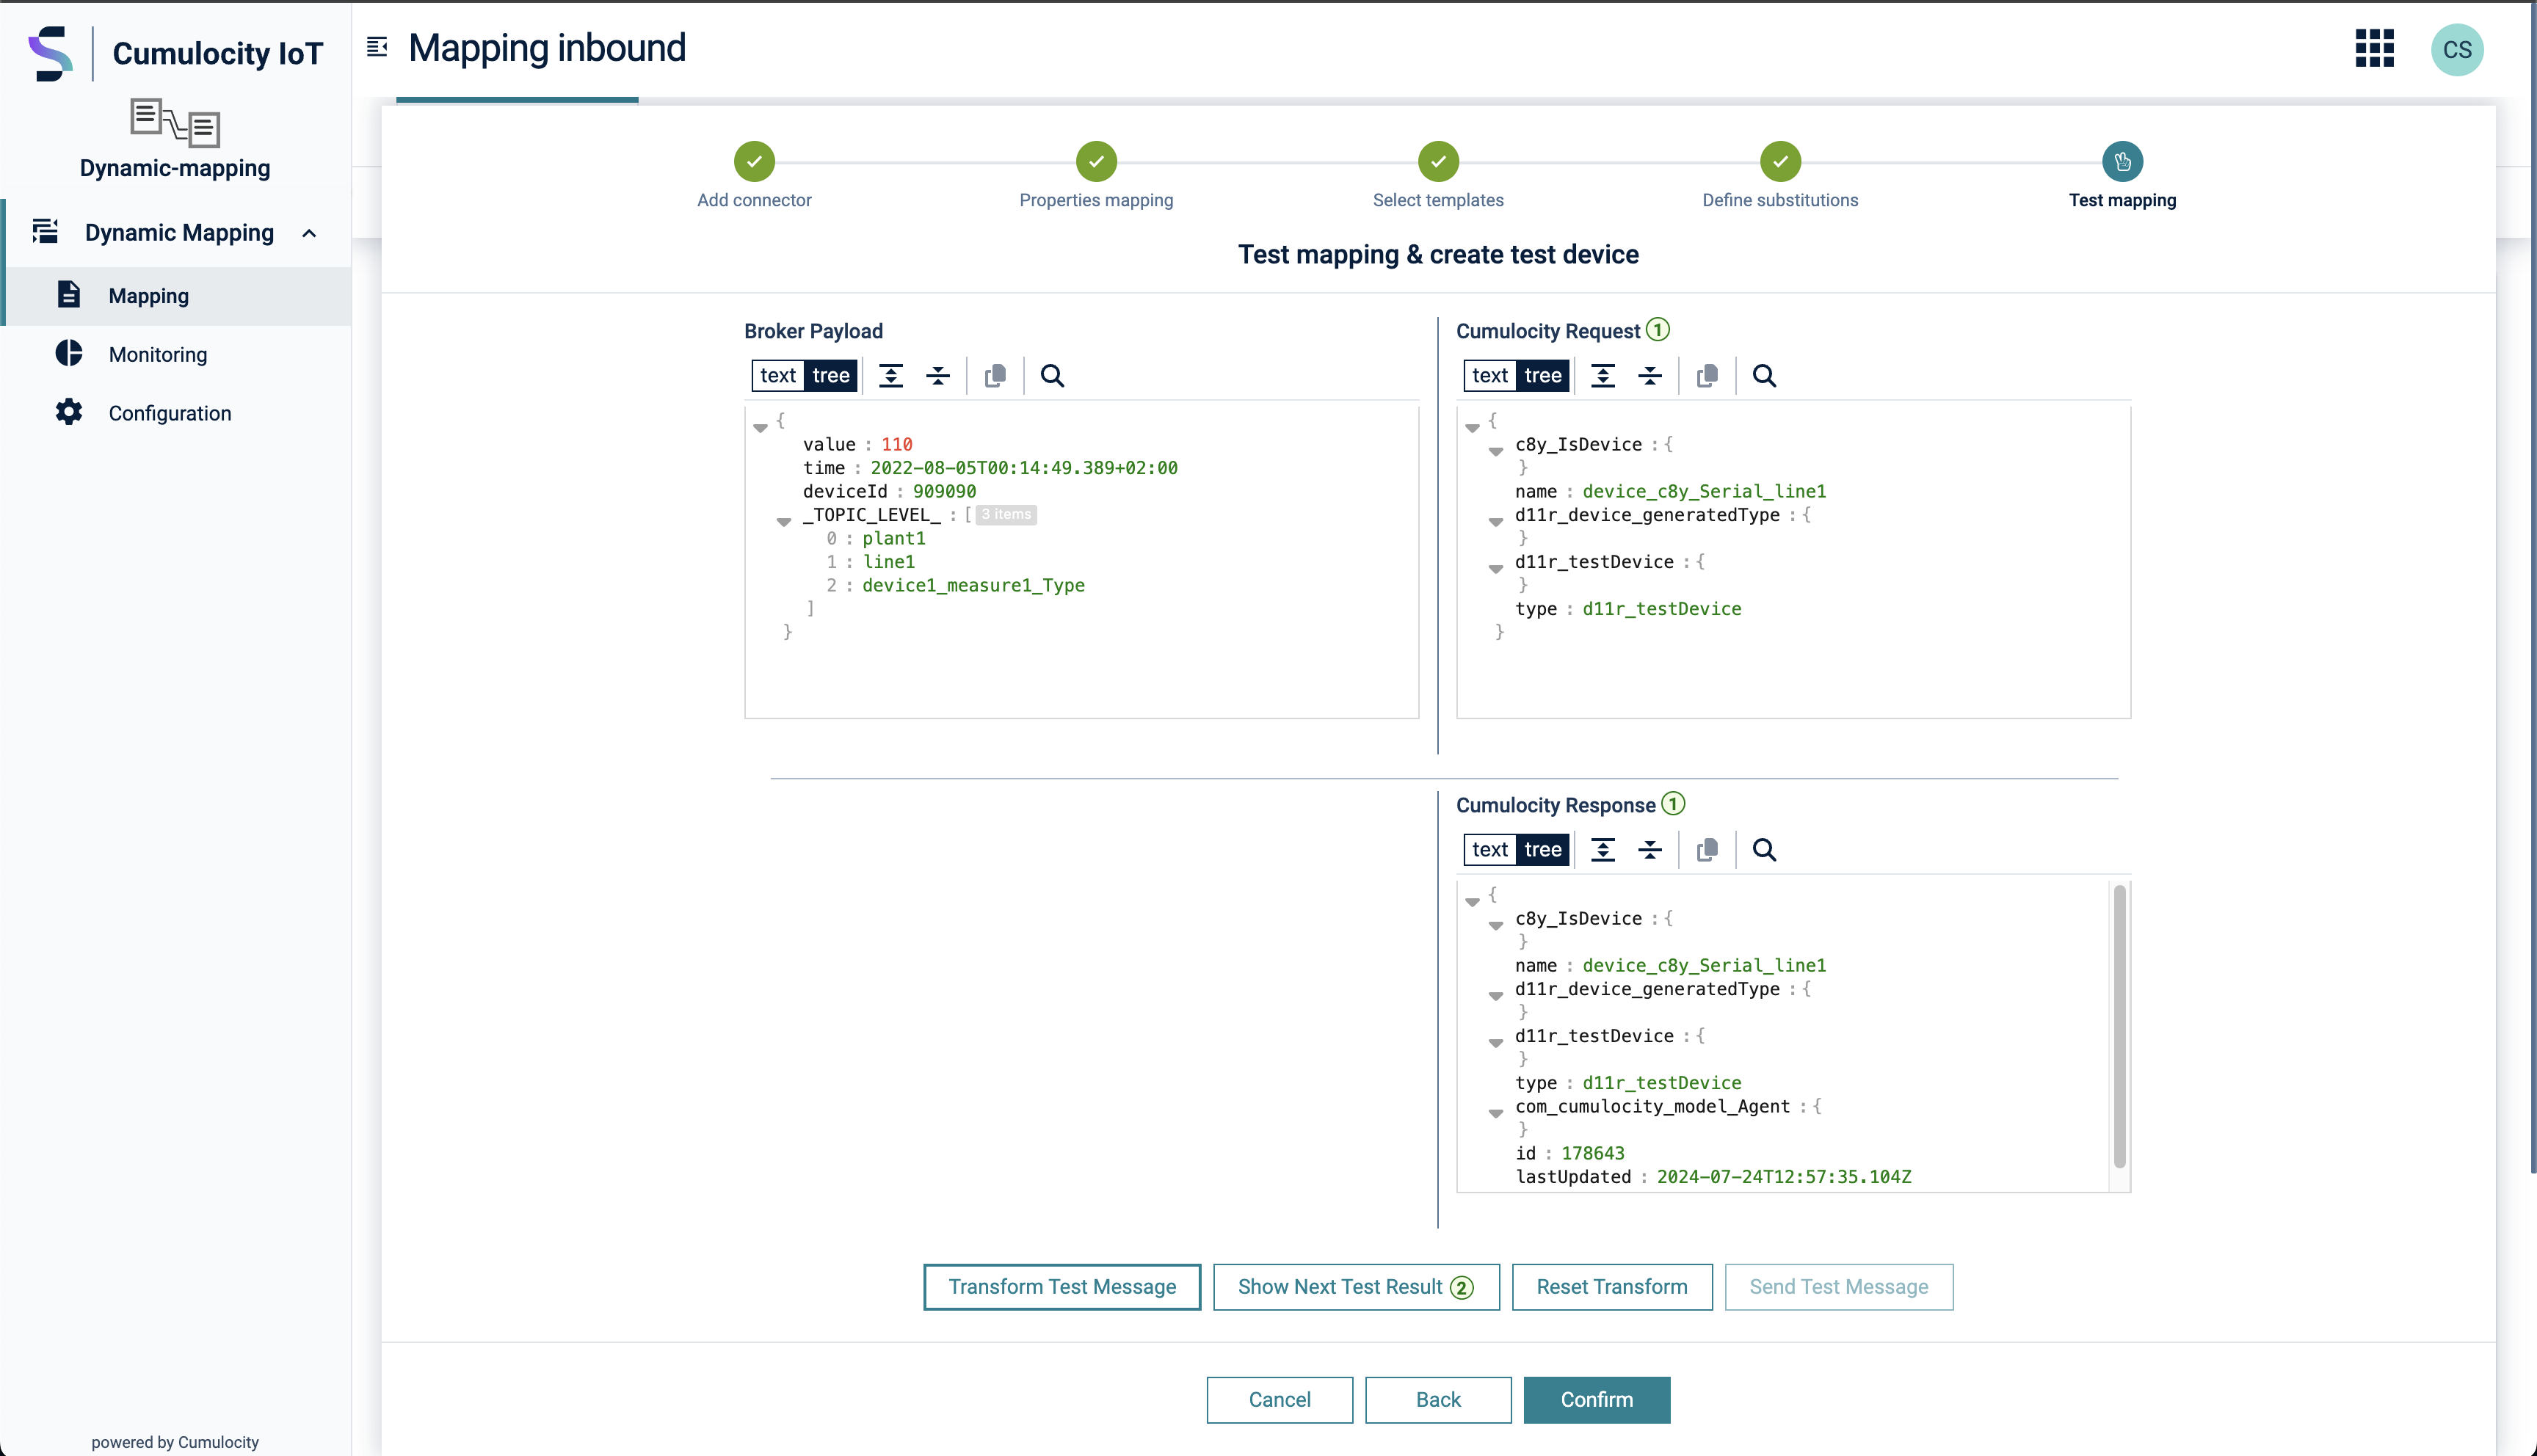 Cumulocity IoT
Mapping inbound
CS
Dynamic-mapping
Dynamic Mapping
Mapping
Monitoring
Configuration
powered by Cumulocity
Add connector
Properties mapping
Select templates
Define substitutions
Test mapping
Test mapping & create test device
Broker Payload
text tree
{
value : 110
time : 2022-08-05T00:14:49.389+02:00
deviceId : 909090
_TOPIC_LEVEL_ : [ 3 items
0 : plant1
1 : line1
2 : device1_measure1_Type
]
}
Cumulocity Request 1
text tree
{
c8y_IsDevice : {
}
name : device_c8y_Serial_line1
d11r_device_generatedType : {
}
d11r_testDevice : {
}
type : d11r_testDevice
}
Cumulocity Response 1
text tree
{
c8y_IsDevice : {
}
name : device_c8y_Serial_line1
d11r_device_generatedType : {
}
d11r_testDevice : {
}
type : d11r_testDevice
com_cumulocity_model_Agent : {
}
id : 178643
lastUpdated : 2024-07-24T12:57:35.104Z
Transform Test Message
Show Next Test Result 2
Reset Transform
Send Test Message
Cancel
Back
Confirm